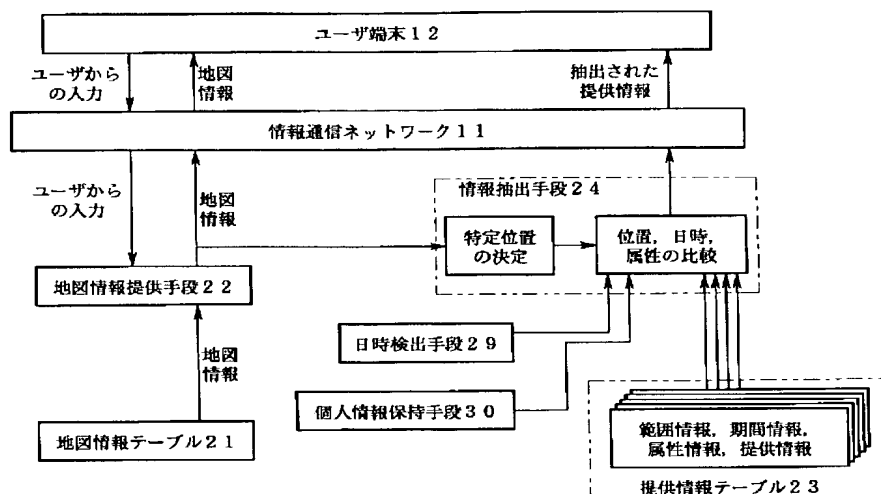 ユーザ端末12
ユーザから
の入力
地図
情報
抽出された
提供情報
情報通信ネットワーク11
ユーザから
の入力
地図
情報
情報抽出手段24
特定位置
の決定
位置,日時,
属性の比較
地図情報提供手段22
地図
情報
日時検出手段29
個人情報保持手段30
地図情報テーブル21
範囲情報,期間情報,
属性情報,提供情報
提供情報テーブル23